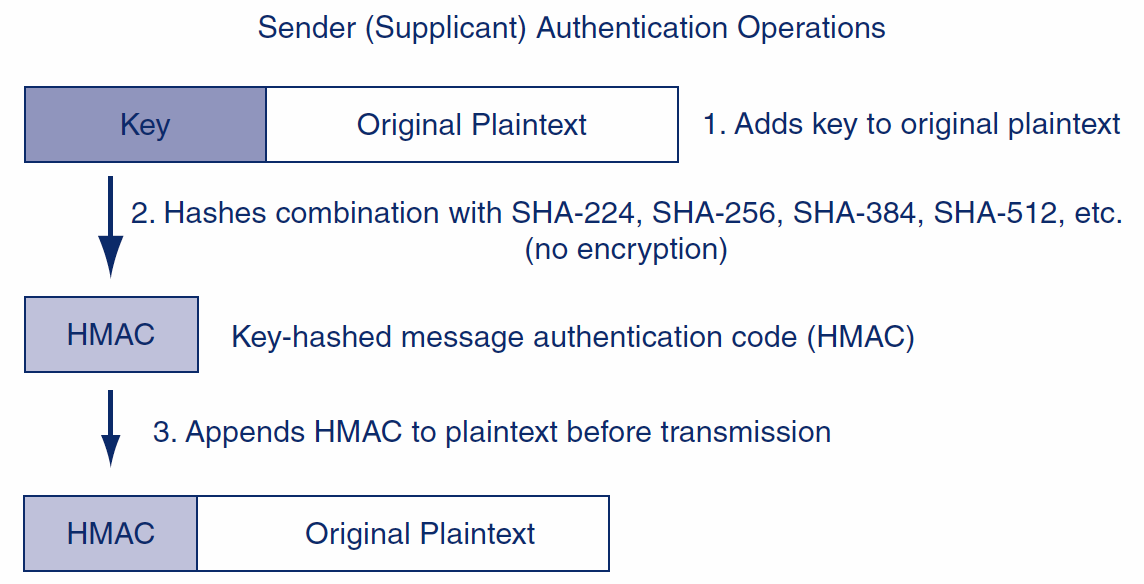 Sender (Supplicant) Authentication Operations
Key
Original Plaintext
1. Adds key to original plaintext
2. Hashes combination with SHA-224, SHA-256, SHA-384, SHA-512, etc.
(no encryption)
HMAC
Key-hashed message authentication code (HMAC)
3. Appends HMAC to plaintext before transmission
HMAC
Original Plaintext